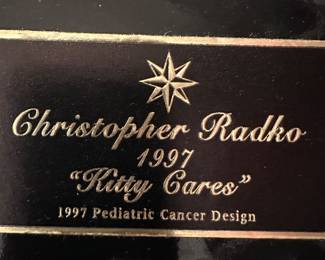 Christopher Radko
1997
"Kitty Cares"
1997 Pediatric Cancer Design